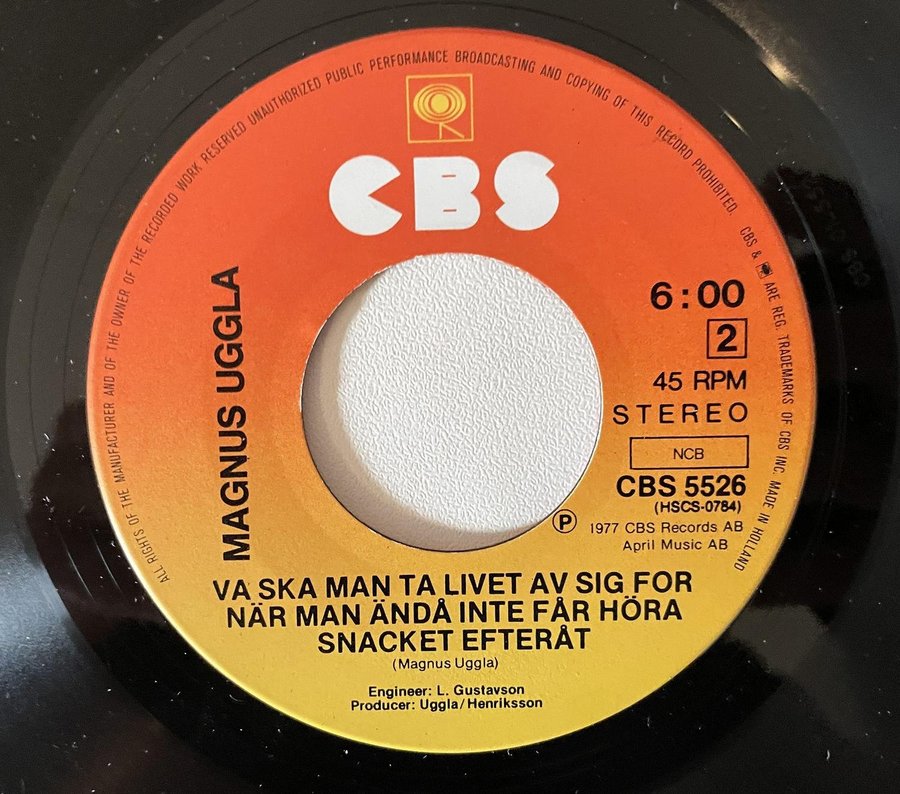 ALL RIGHTS OF THE MANUFACTURER AND OF THE OWNER OF THE RECORDED WORK RESERVED UNAUTHORIZED PUBLIC PERFORMANCE BROADCASTING AND COPYING OF THIS RECORD PROHIBITED. CBS & ARE REG. TRADEMARKS OF CBS INC. MADE IN HOLLAND
CBS
MAGNUS UGGLA
6:00
2
45 RPM
STEREO
NCB
CBS 5526
(HSCS-0784)
Ⓟ 1977 CBS Records AB
April Music AB
VA SKA MAN TA LIVET AV SIG FOR
NÄR MAN ÄNDÅ INTE FÅR HÖRA
SNACKET EFTERÅT
(Magnus Uggla)
Engineer: L. Gustavson
Producer: Uggla/Henriksson